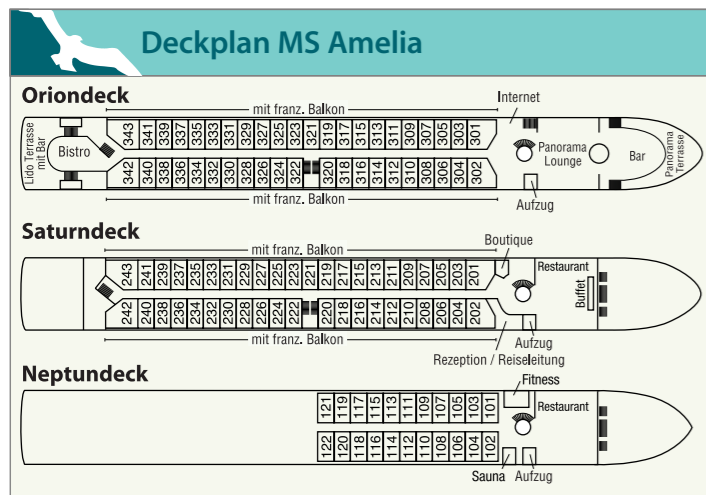 Deckplan MS Amelia
Oriondeck
mit franz. Balkon
Internet
343 341 339 337 335 333 331 329 327 325 323 321 319 317 315 313 311 309 307 305 303 301
Lido Terrasse
mit Bar
Bistro
Panorama
Lounge
Bar
Panorama
Terrasse
342 340 338 336 334 332 330 328 326 324 322 320 318 316 314 312 310 308 306 304 302
mit franz. Balkon
Aufzug
Saturndeck
mit franz. Balkon
Boutique
243 241 239 237 235 233 231 229 227 225 223 221 219 217 215 213 211 209 207 205 203 201
Restaurant
Buffet
242 240 238 236 234 232 230 228 226 224 222 220 218 216 214 212 210 208 206 204 202
mit franz. Balkon
Aufzug
Rezeption / Reiseleitung
Neptundeck
Fitness
121 119 117 115 113 111 109 107 105 103 101
Restaurant
122 120 118 116 114 112 110 108 106 104 102
Sauna
Aufzug